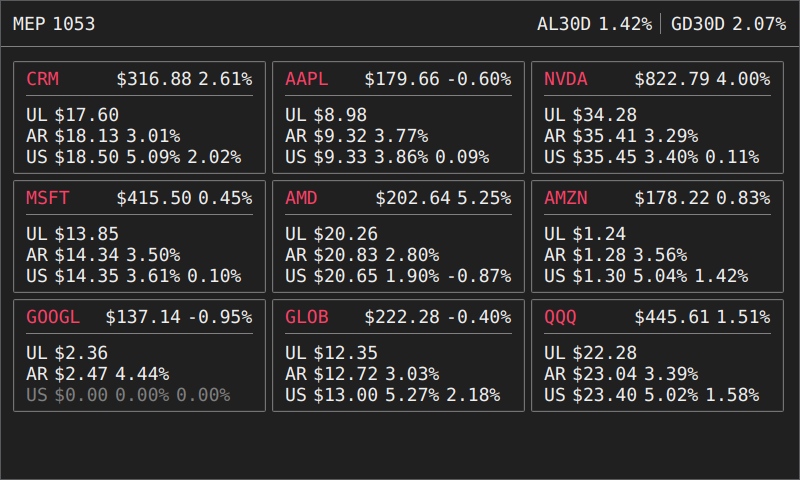 MEP 1053 AL30D 1.42% GD30D 2.07%
CRM $316.88 2.61%
UL $17.60
AR $18.13 3.01%
US $18.50 5.09% 2.02%
AAPL $179.66 -0.60%
UL $8.98
AR $9.32 3.77%
US $9.33 3.86% 0.09%
NVDA $822.79 4.00%
UL $34.28
AR $35.41 3.29%
US $35.45 3.40% 0.11%
MSFT $415.50 0.45%
UL $13.85
AR $14.34 3.50%
US $14.35 3.61% 0.10%
AMD $202.64 5.25%
UL $20.26
AR $20.83 2.80%
US $20.65 1.90% -0.87%
AMZN $178.22 0.83%
UL $1.24
AR $1.28 3.56%
US $1.30 5.04% 1.42%
GOOGL $137.14 -0.95%
UL $2.36
AR $2.47 4.44%
US $0.00 0.00% 0.00%
GLOB $222.28 -0.40%
UL $12.35
AR $12.72 3.03%
US $13.00 5.27% 2.18%
QQQ $445.61 1.51%
UL $22.28
AR $23.04 3.39%
US $23.40 5.02% 1.58%